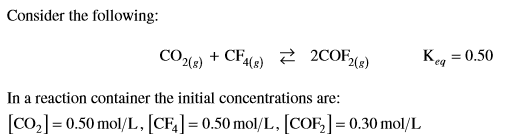 Consider the following:
CO₂₍g₎ + CF₄₍g₎ ⇄ 2COF₂₍g₎ K_eq = 0.50
In a reaction container the initial concentrations are:
[CO₂] = 0.50 mol/L, [CF₄] = 0.50 mol/L, [COF₂] = 0.30 mol/L